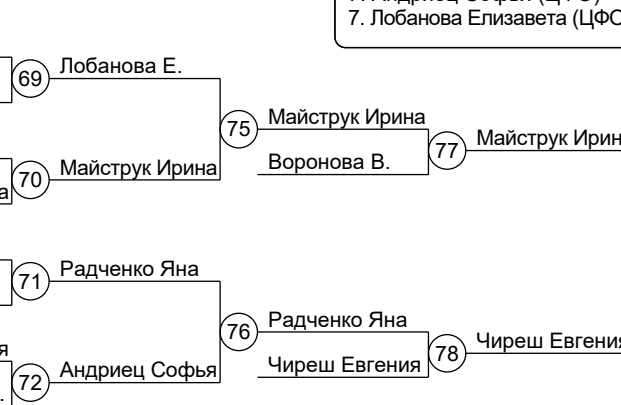 7. Лобанова Елизавета (ЦФО
69 Лобанова Е.
75 Майструк Ирина
77 Майструк Ирин
Воронова В.
70 Майструк Ирина
а
71 Радченко Яна
76 Радченко Яна
78 Чиреш Евгения
Чиреш Евгения
я
72 Андриец Софья